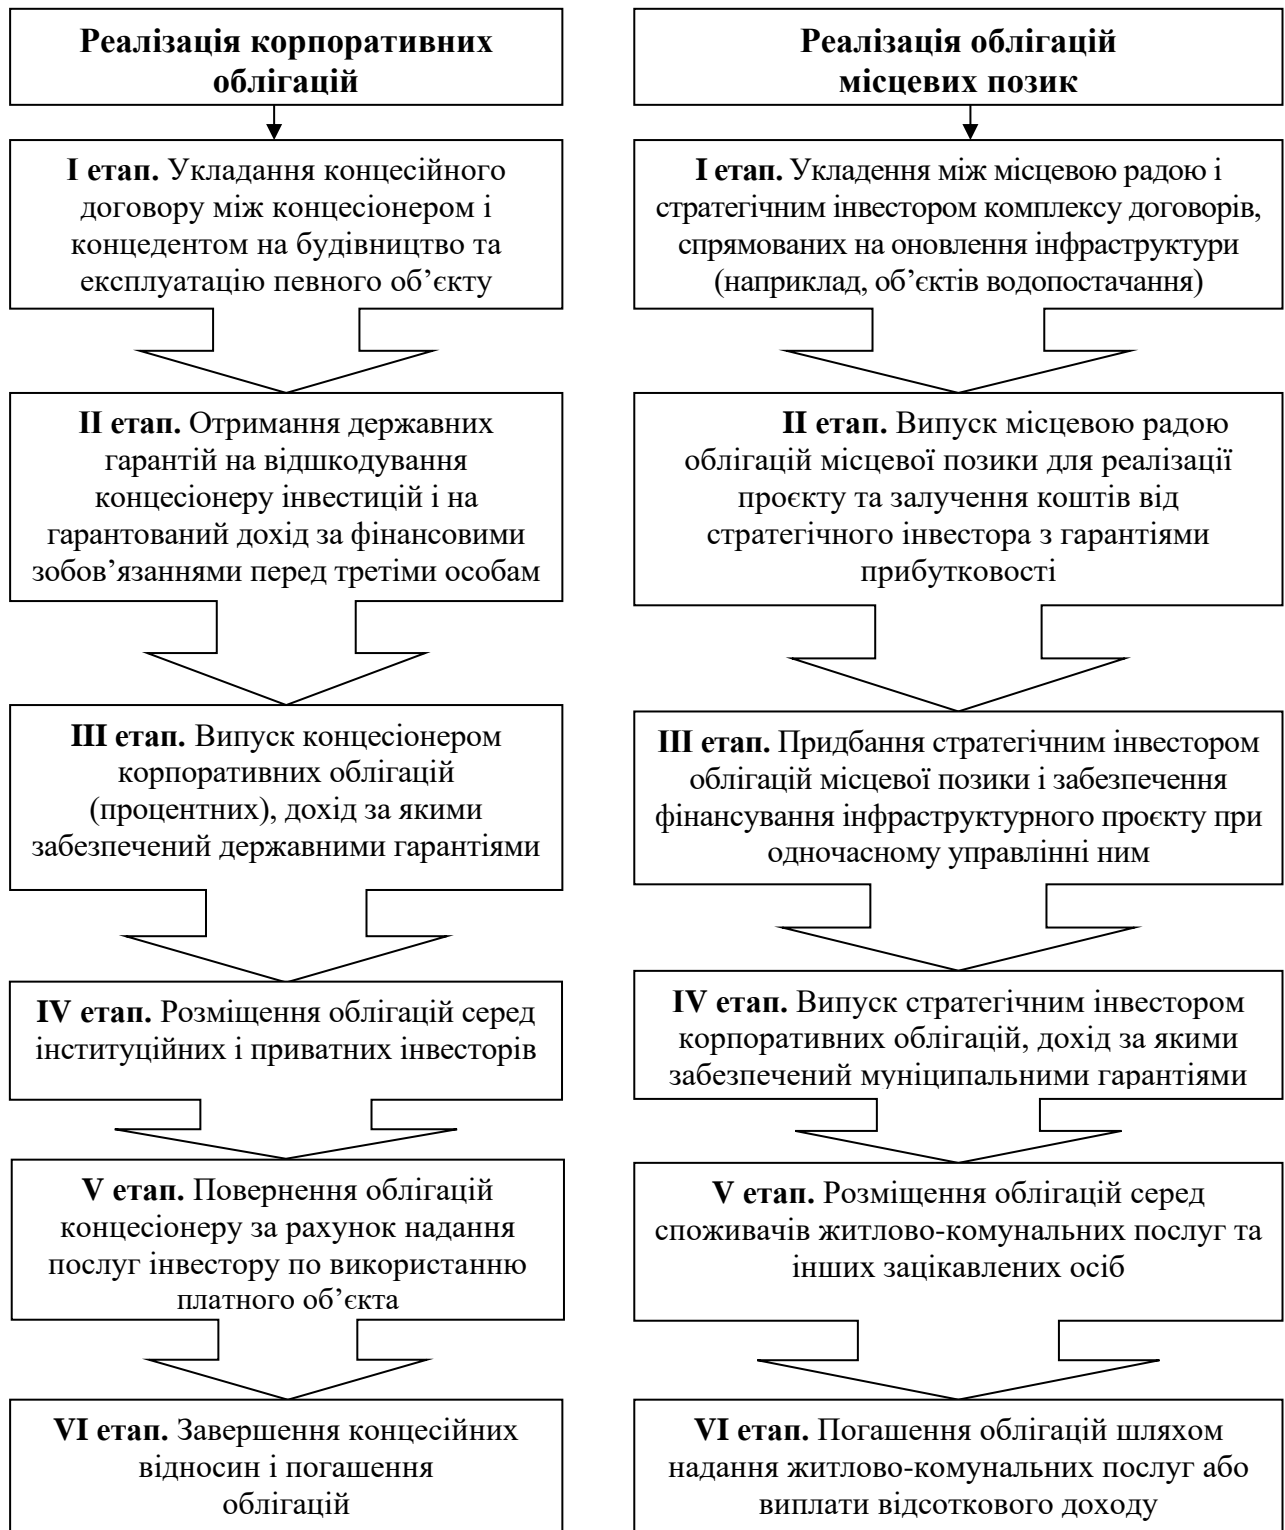 Реалізація корпоративних
облігацій
І етап. Укладання концесійного
договору між концесіонером і
концедентом на будівництво та
експлуатацію певного об’єкту
ІІ етап. Отримання державних
гарантій на відшкодування
концесіонеру інвестицій і на
гарантований дохід за фінансовими
зобов’язаннями перед третіми особам
ІІІ етап. Випуск концесіонером
корпоративних облігацій
(процентних), дохід за якими
забезпечений державними гарантіями
IV етап. Розміщення облігацій серед
інституційних і приватних інвесторів
V етап. Повернення облігацій
концесіонеру за рахунок надання
послуг інвестору по використанню
платного об’єкта
VI етап. Завершення концесійних
відносин і погашення
облігацій
Реалізація облігацій
місцевих позик
І етап. Укладення між місцевою радою і
стратегічним інвестором комплексу договорів,
спрямованих на оновлення інфраструктури
(наприклад, об’єктів водопостачання)
ІІ етап. Випуск місцевою радою
облігацій місцевої позики для реалізації
проєкту та залучення коштів від
стратегічного інвестора з гарантіями
прибутковості
ІІІ етап. Придбання стратегічним інвестором
облігацій місцевої позики і забезпечення
фінансування інфраструктурного проєкту при
одночасному управлінні ним
IV етап. Випуск стратегічним інвестором
корпоративних облігацій, дохід за якими
забезпечений муніципальними гарантіями
V етап. Розміщення облігацій серед
споживачів житлово-комунальних послуг та
інших зацікавлених осіб
VI етап. Погашення облігацій шляхом
надання житлово-комунальних послуг або
виплати відсоткового доходу